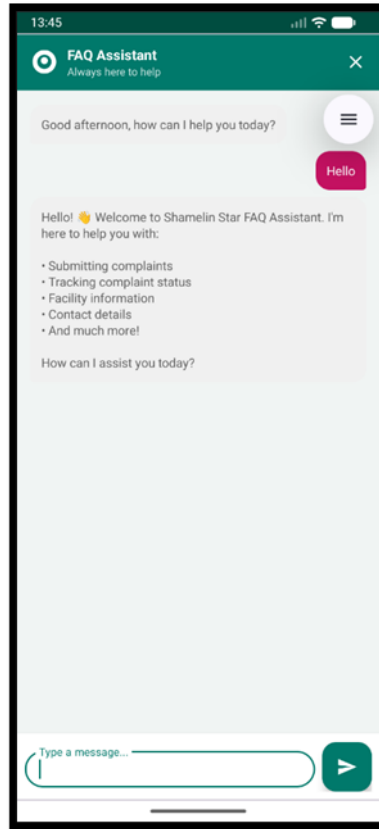 13:45
FAQ Assistant
Always here to help
Good afternoon, how can I help you today?
Hello
Hello! 👋 Welcome to Shamelin Star FAQ Assistant. I'm
here to help you with:
• Submitting complaints
• Tracking complaint status
• Facility information
• Contact details
• And much more!
How can I assist you today?
Type a message...